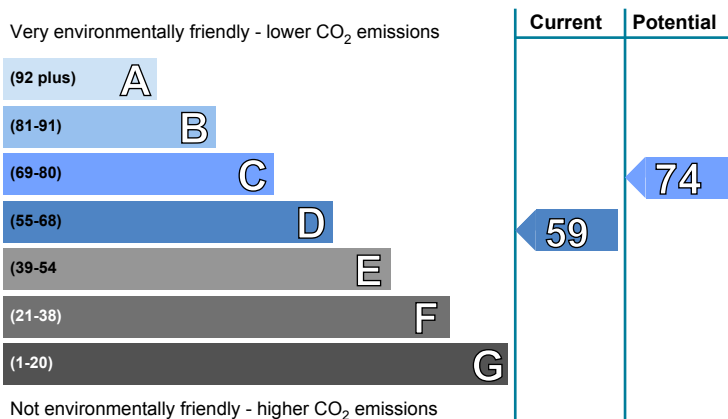 Current Potential
Very environmentally friendly - lower CO2 emissions
(92 plus) A
(81-91) B
(69-80) C
74
(55-68) D
59
(39-54 E
(21-38) F
(1-20) G
Not environmentally friendly - higher CO2 emissions